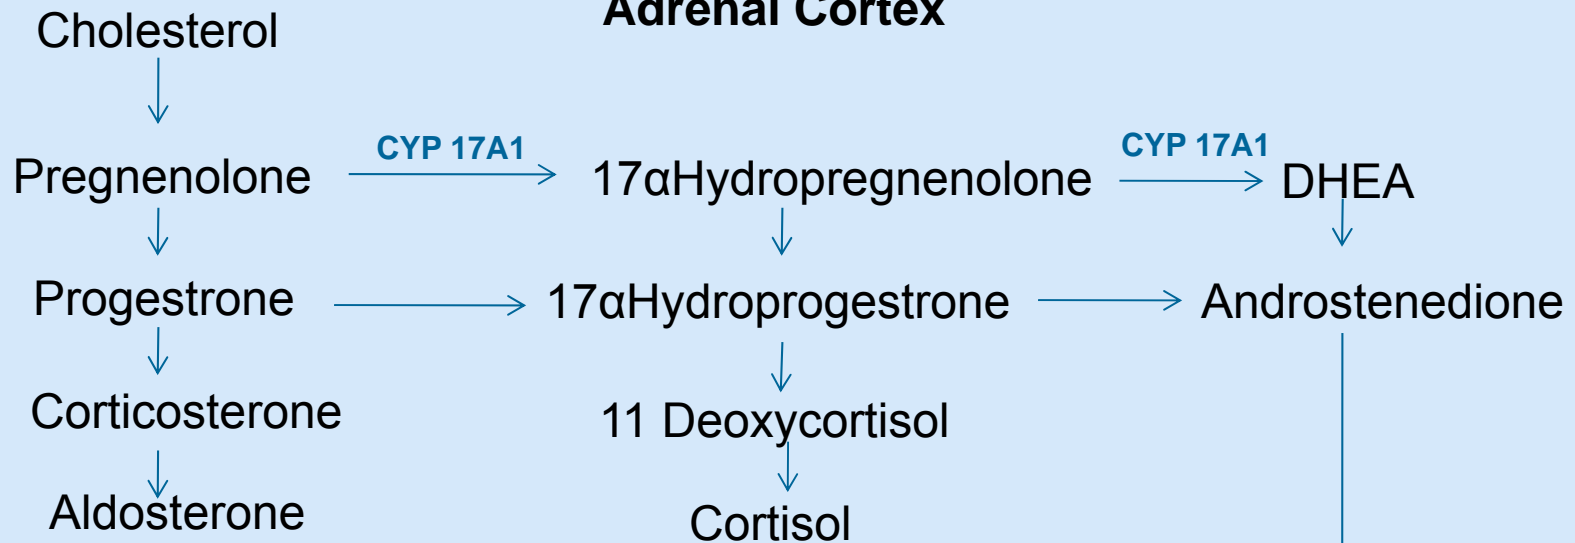 Adrenal Cortex
Cholesterol
CYP 17A1
CYP 17A1
Pregnenolone
17αHydropregnenolone
DHEA
Progestrone
17αHydroprogestrone
Androstenedione
Corticosterone
11 Deoxycortisol
Aldosterone
Cortisol